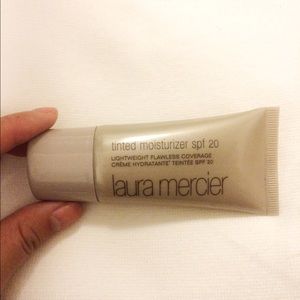 tinted moisturizer spf 20
LIGHTWEIGHT FLAWLESS COVERAGE
CRÈME HYDRATANTE TEINTÉE SPF 20
laura mercier